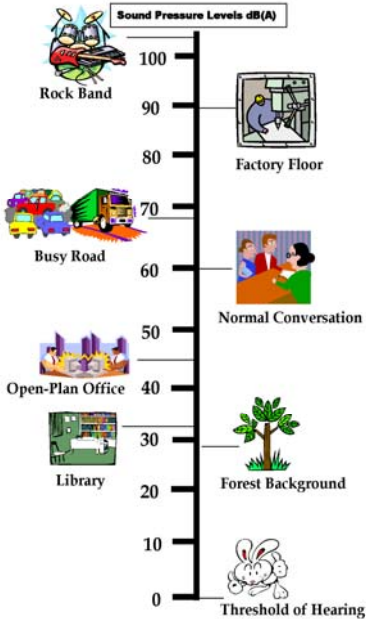 Sound Pressure Levels dB(A)
100
Rock Band
90
80
Factory Floor
70
Busy Road
60
Normal Conversation
50
Open-Plan Office
40
30
Library
Forest Background
20
10
0
Threshold of Hearing